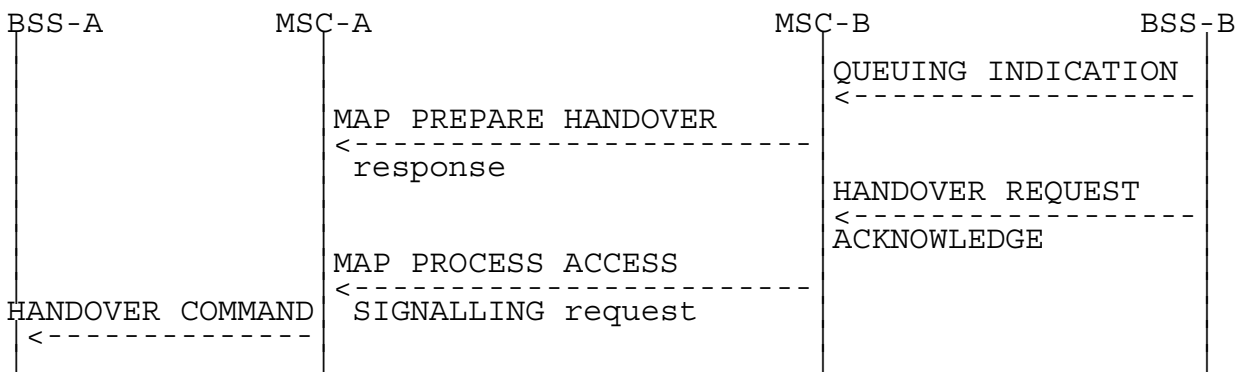 BSS-A MSC-A MSC-B BSS-B
QUEUING INDICATION
MAP PREPARE HANDOVER
response
HANDOVER REQUEST
ACKNOWLEDGE
MAP PROCESS ACCESS
HANDOVER COMMAND SIGNALLING request